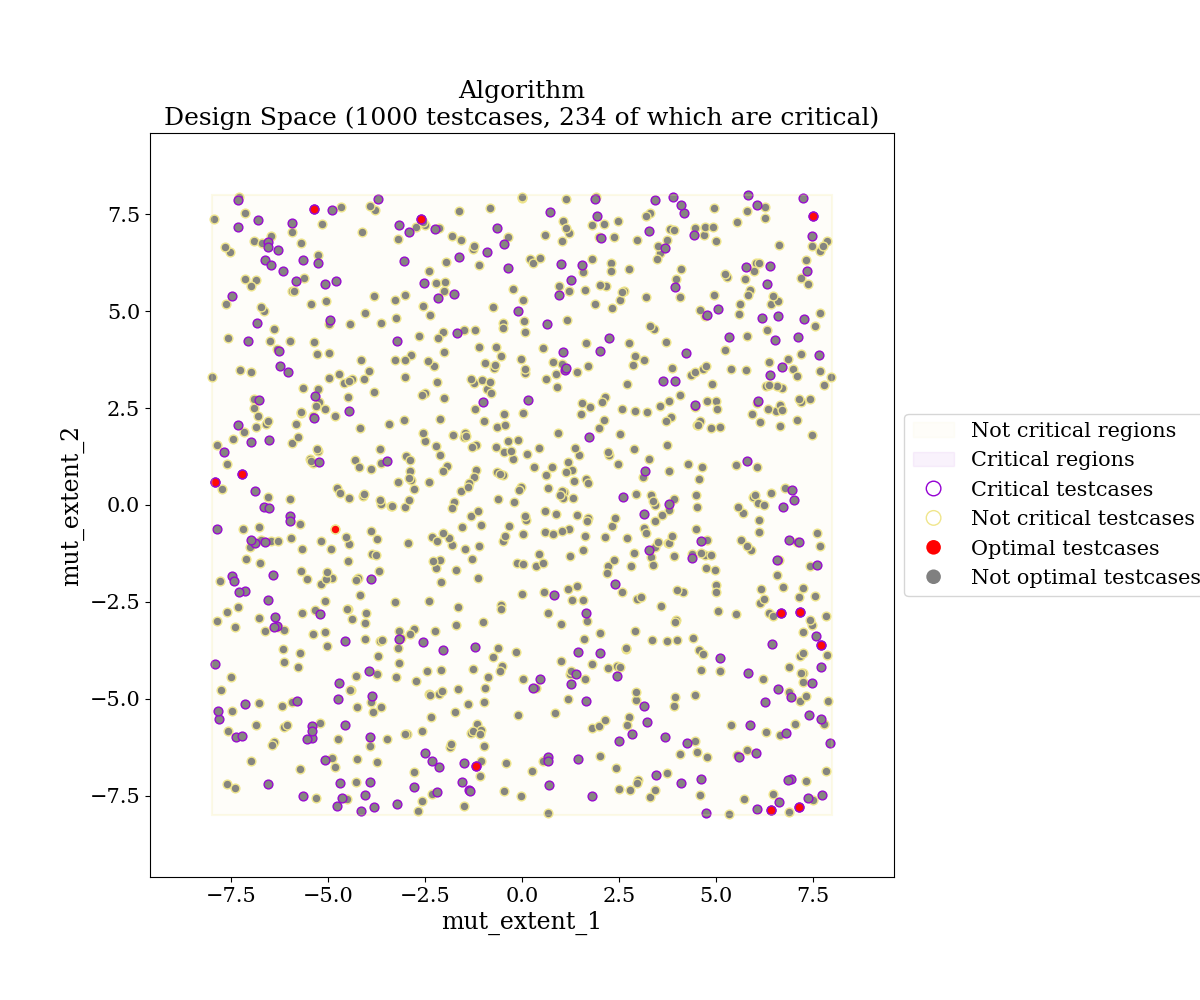 Algorithm
Design Space (1000 testcases, 234 of which are critical)
7.5
5.0
2.5
0.0
−2.5
−5.0
−7.5
mut_extent_2
−7.5
−5.0
−2.5
0.0
2.5
5.0
7.5
mut_extent_1
Not critical regions
Critical regions
Critical testcases
Not critical testcases
Optimal testcases
Not optimal testcases